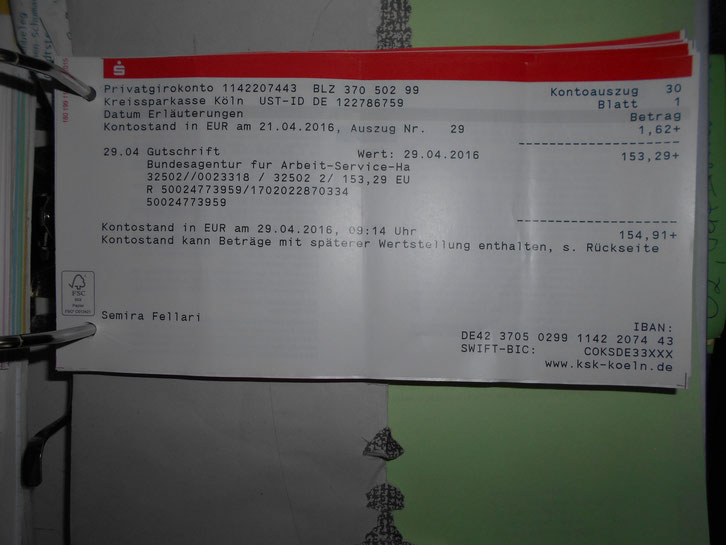 Privatgirokonto 1142207443 BLZ 370 502 99 Kontoauszug 30
Kreissparkasse Köln UST-ID DE 122786759 Blatt 1
Datum Erläuterungen Betrag
Kontostand in EUR am 21.04.2016, Auszug Nr. 29 1,62+
29.04 Gutschrift Wert: 29.04.2016 153,29+
Bundesagentur fur Arbeit-Service-Ha
32502//0023318 / 32502 2/ 153,29 EU
R 50024773959/1702022870334
50024773959
Kontostand in EUR am 29.04.2016, 09:14 Uhr 154,91+
Kontostand kann Beträge mit späterer Wertstellung enthalten, s. Rückseite
FSC
Semira Fellari
IBAN:
DE42 3705 0299 1142 2074 43
SWIFT-BIC: COKSDE33XXX
www.ksk-koeln.de